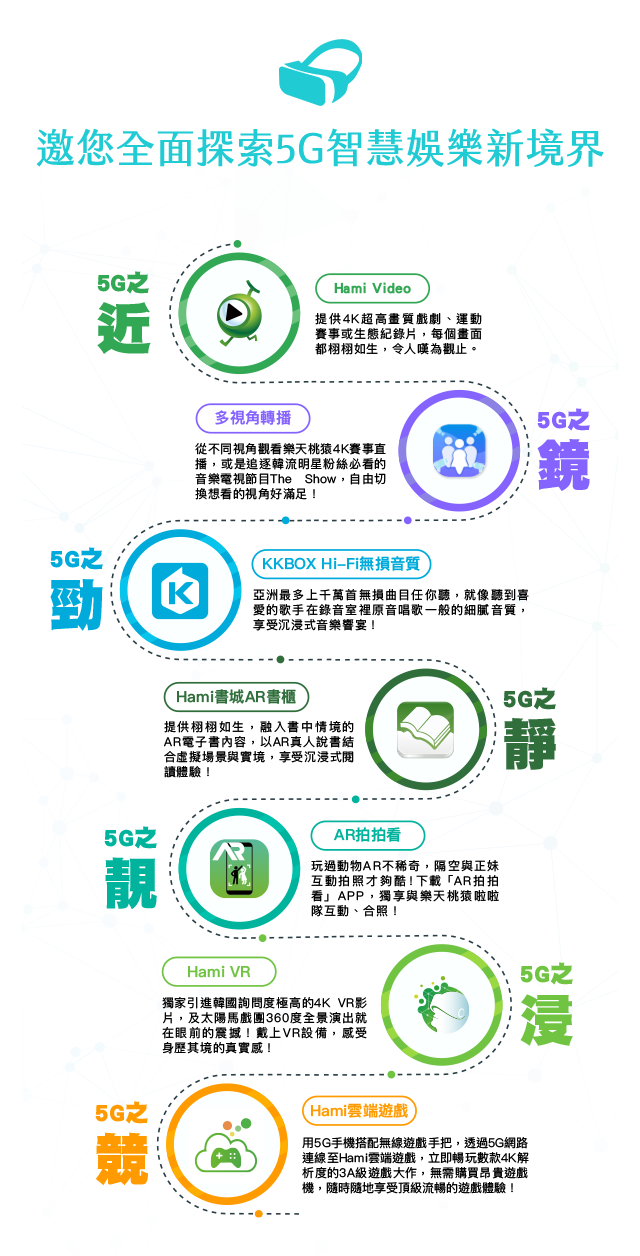 邀您全面探索5G智慧娛樂新境界
5G之
近
Hami Video
提供4K超高畫質戲劇、運動
賽事或生態紀錄片，每個畫面
都栩栩如生，令人嘆為觀止。
5G之
鏡
多視角轉播
從不同視角觀看樂天桃猿4K賽事直
播，或是追逐韓流明星粉絲必看的
音樂電視節目The Show，自由切
換想看的視角好滿足！
5G之
勁
KKBOX Hi-Fi無損音質
亞洲最多上千萬首無損曲目任你聽，就像聽到喜
愛的歌手在錄音室裡原音唱歌一般的細膩音質，
享受沉浸式音樂饗宴！
5G之
靜
Hami書城AR書櫃
提供栩栩如生，融入書中情境的
AR電子書內容，以AR真人說書結
合虛擬場景與實境，享受沉浸式閱
讀體驗！
5G之
靚
AR
AR拍拍看
玩過動物AR不稀奇，隔空與正妹
互動拍照才夠酷！下載「AR拍拍
看」APP，獨享與樂天桃猿啦啦
隊互動、合照！
5G之
浸
Hami VR
獨家引進韓國詢問度極高的4K VR影
片，及太陽馬戲團360度全景演出就
在眼前的震撼！戴上VR設備，感受
身歷其境的真實感！
5G之
競
Hami雲端遊戲
用5G手機搭配無線遊戲手把，透過5G網路
連線至Hami雲端遊戲，立即暢玩數款4K解
析度的3A級遊戲大作，無需購買昂貴遊戲
機，隨時隨地享受頂級流暢的遊戲體驗！